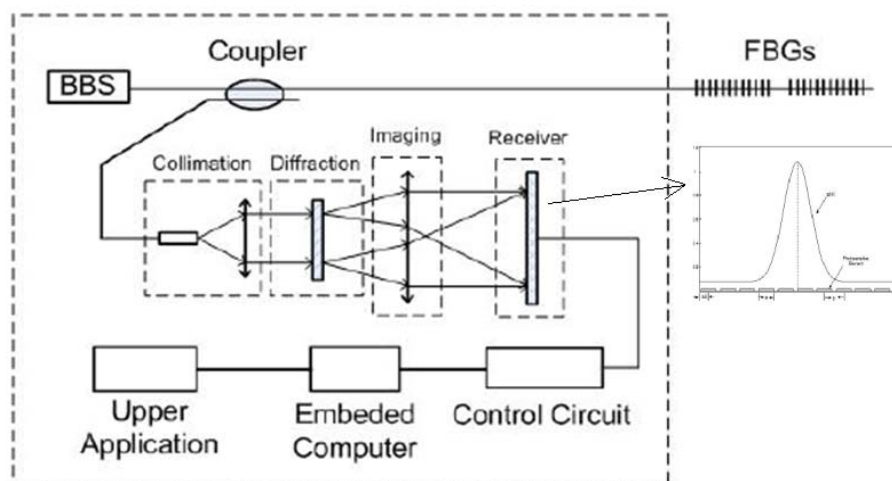 Coupler
FBGs
BBS
Imaging
Receiver
Collimation
Diffraction
Upper
Application
Embeded
Computer
Control Circuit